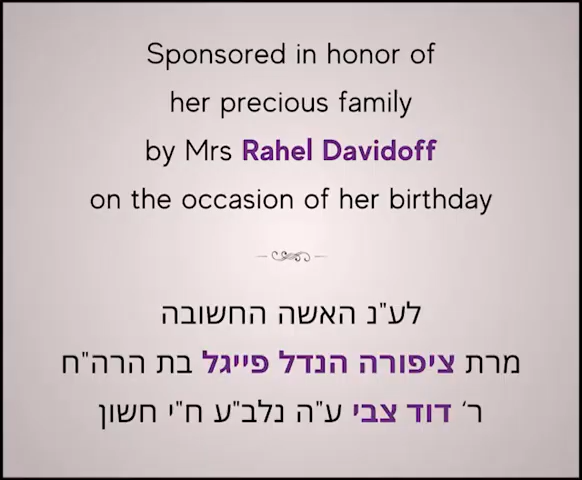 Sponsored in honor of
her precious family
by Mrs Rahel Davidoff
on the occasion of her birthday
לע"נ האשה החשובה
מרת ציפורה הנדל פייגל בת הרה"ח
ר׳ דוד צבי ע"ה נלב"ע ח"י חשון